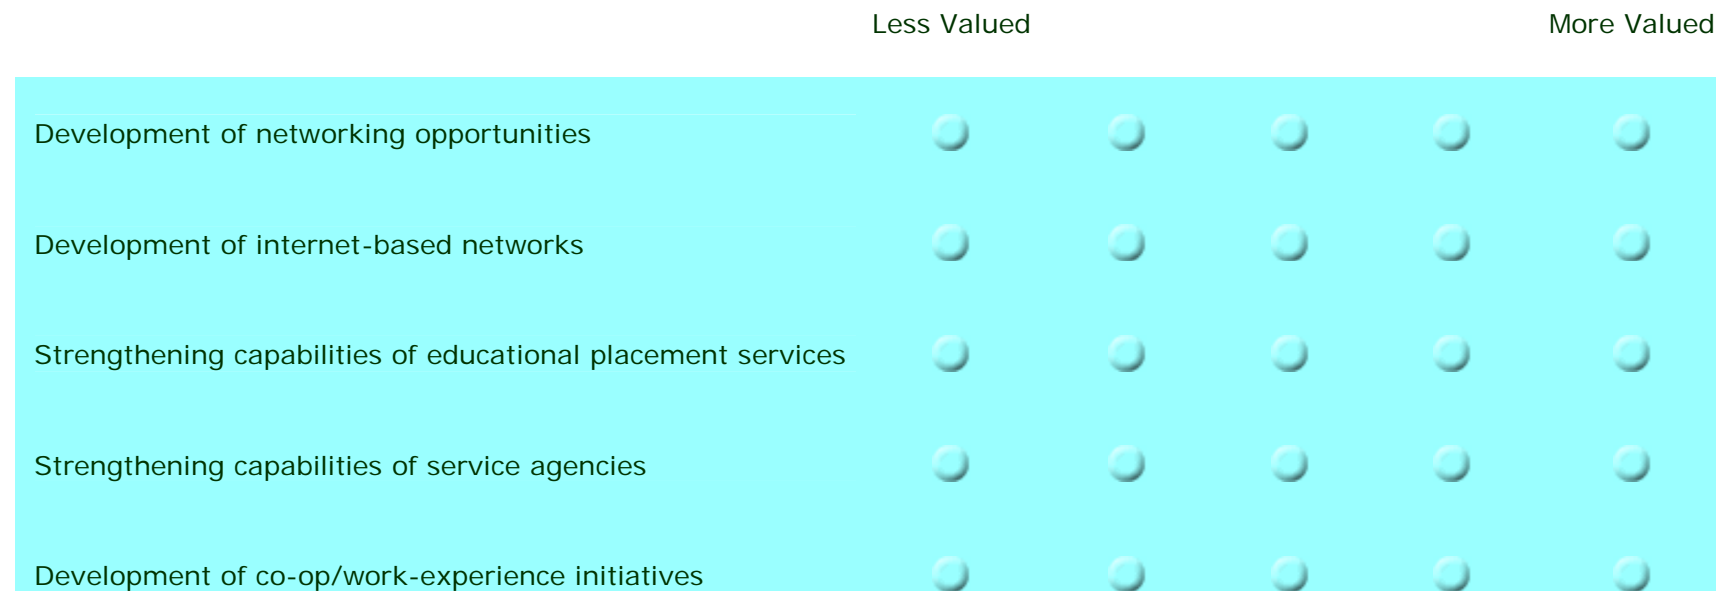 Less Valued More Valued
Development of networking opportunities
Development of internet-based networks
Strengthening capabilities of educational placement services
Strengthening capabilities of service agencies
Development of co-op/work-experience initiatives